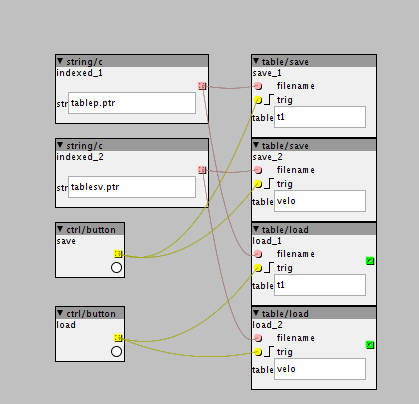 ▼ string/c
indexed_1
str tablep.ptr
▼ string/c
indexed_2
str tablesv.ptr
▼ ctrl/button
save
▼ ctrl/button
load
▼ table/save
save_1
filename
trig
table t1
▼ table/save
save_2
filename
trig
table velo
▼ table/load
load_1
filename
trig
table t1
▼ table/load
load_2
filename
trig
table velo